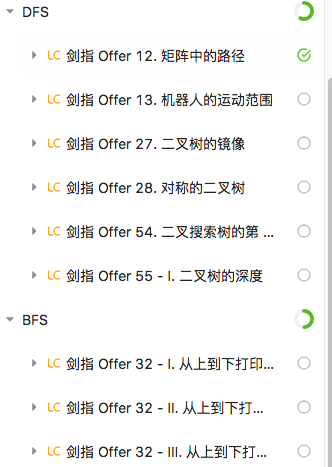 DFS
LC 剑指 Offer 12. 矩阵中的路径
LC 剑指 Offer 13. 机器人的运动范围
LC 剑指 Offer 27. 二叉树的镜像
LC 剑指 Offer 28. 对称的二叉树
LC 剑指 Offer 54. 二叉搜索树的第 ...
LC 剑指 Offer 55 - I. 二叉树的深度
BFS
LC 剑指 Offer 32 - I. 从上到下打印...
LC 剑指 Offer 32 - II. 从上到下打...
LC 剑指 Offer 32 - III. 从上到下打...